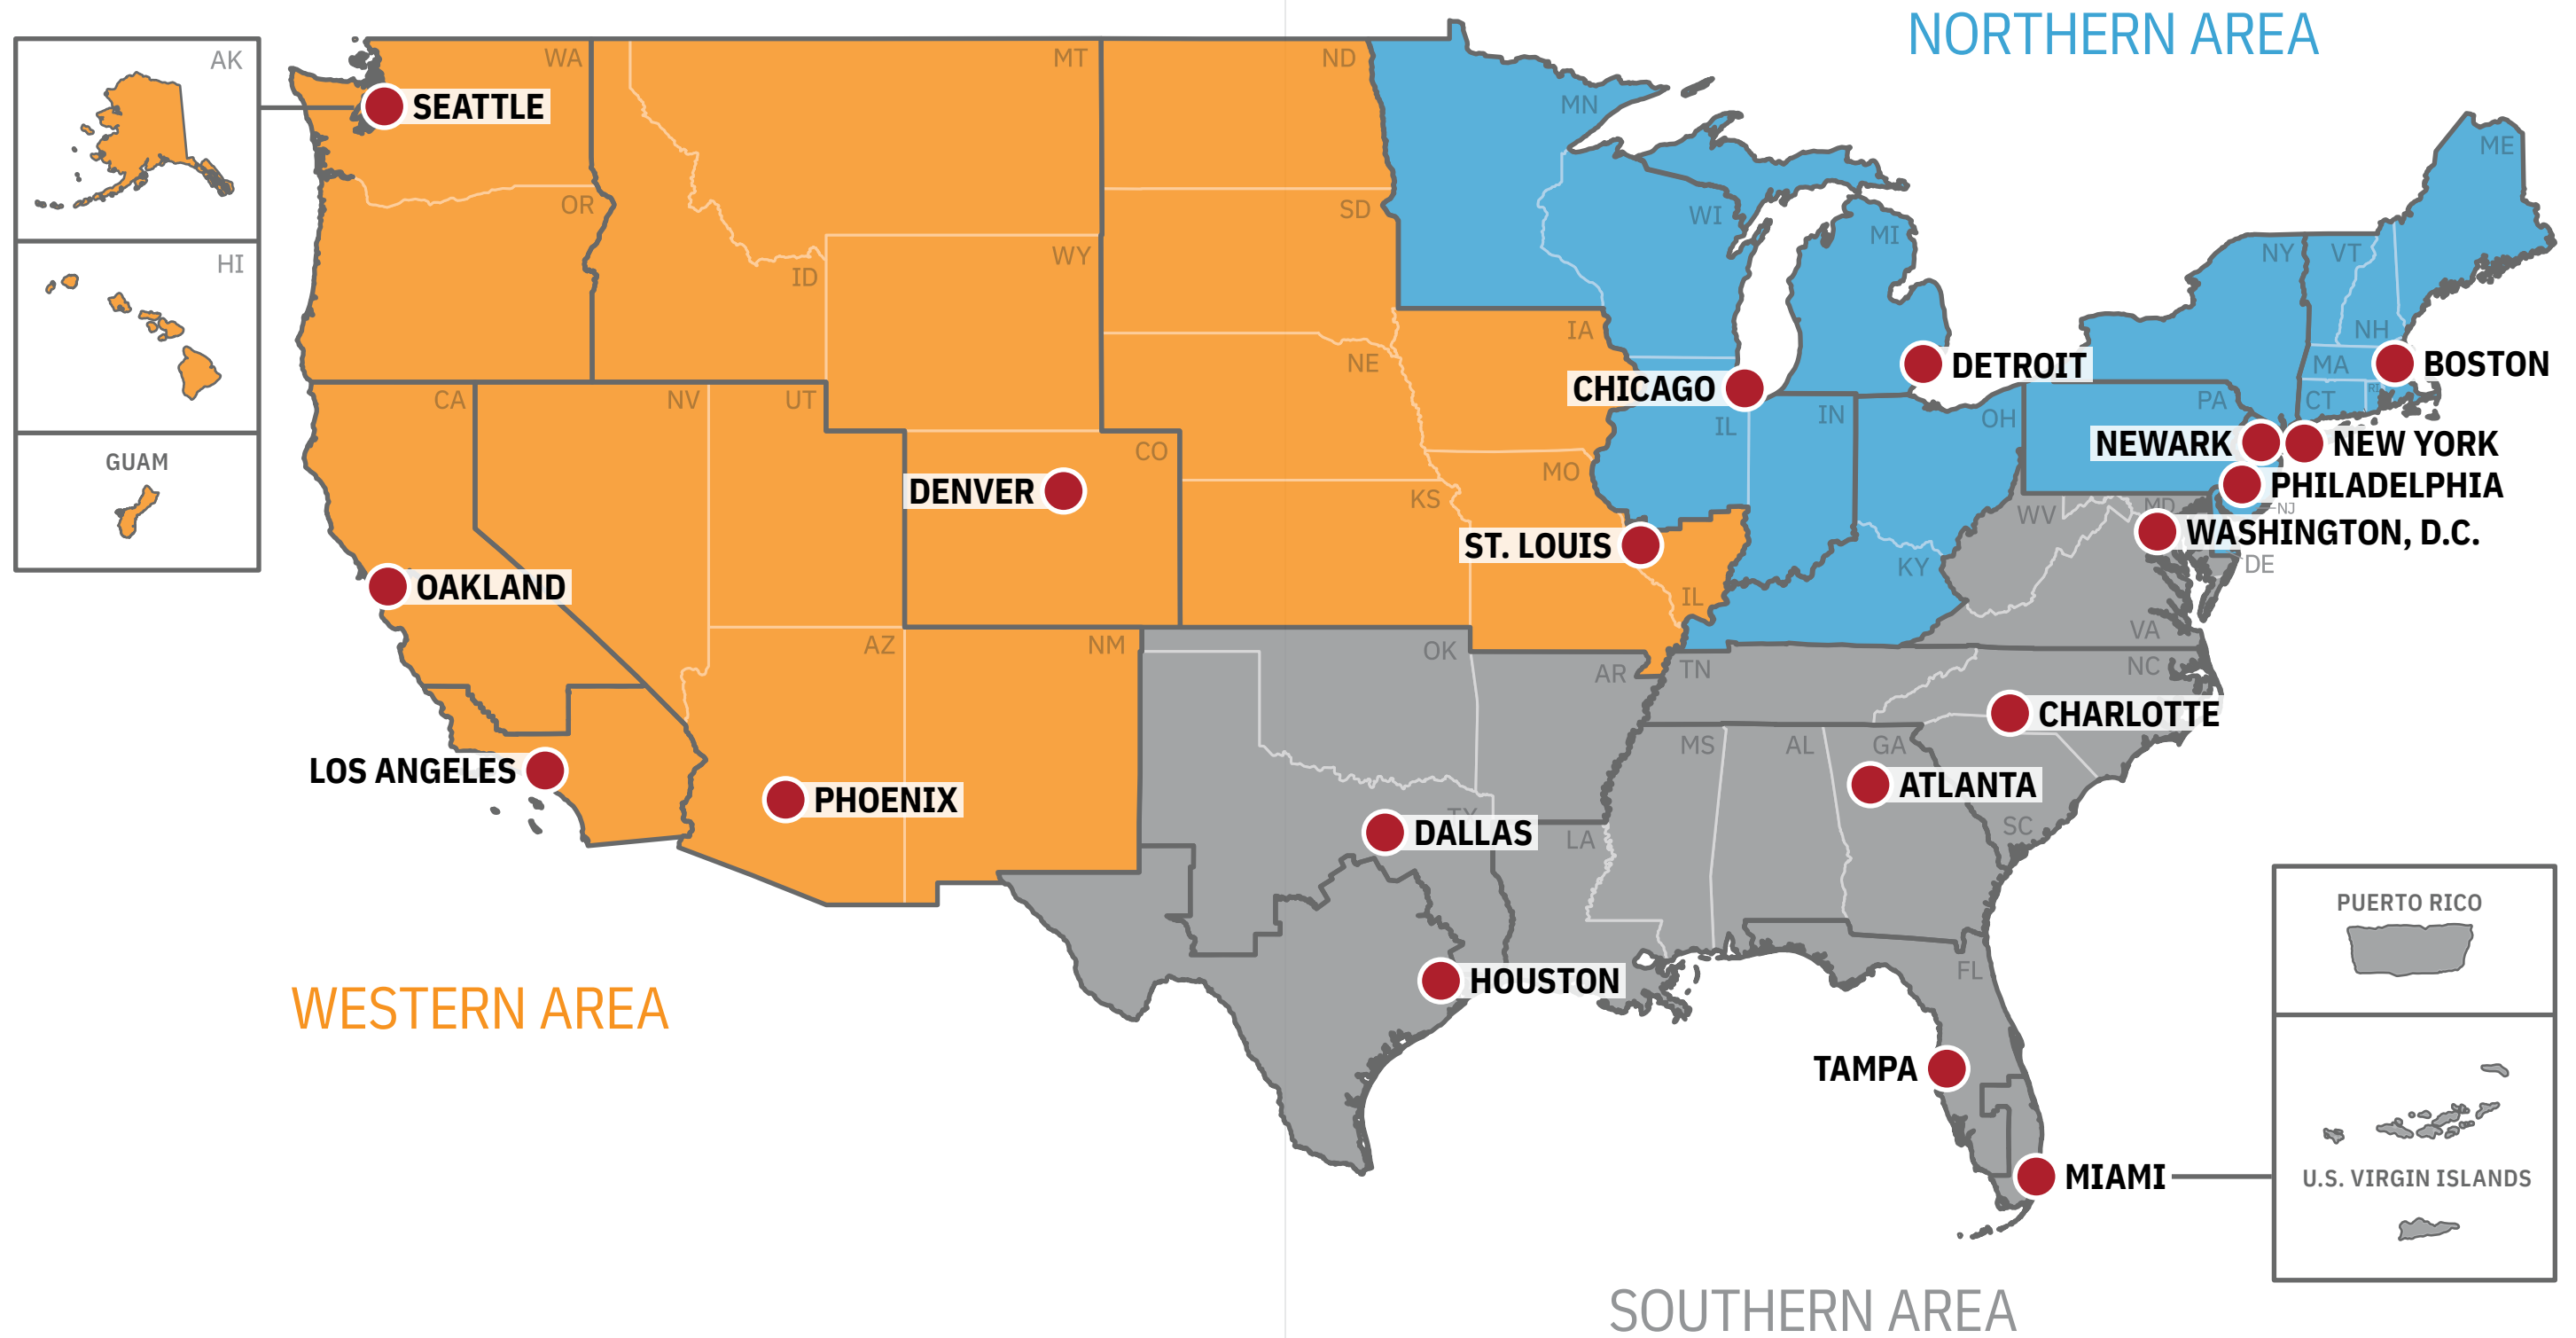 NORTHERN AREA
AK
WA
MT
ND
MN
SEATTLE
ME
OR
SD
WI
MI
HI
ID
WY
NY
VT
IA
NH
NE
DETROIT
MA
BOSTON
CHICAGO
RI
CA
NV
UT
PA
CT
IL
IN
OH
CO
NEWARK
NEW YORK
GUAM
MO
DENVER
KS
PHILADELPHIA
WV
MD
NJ
ST. LOUIS
WASHINGTON, D.C.
KY
DE
OAKLAND
IL
VA
AZ
NM
OK
AR
TN
NC
CHARLOTTE
LOS ANGELES
MS
AL
GA
PHOENIX
ATLANTA
TX
DALLAS
LA
SC
PUERTO RICO
HOUSTON
FL
WESTERN AREA
TAMPA
MIAMI
U.S. VIRGIN ISLANDS
SOUTHERN AREA